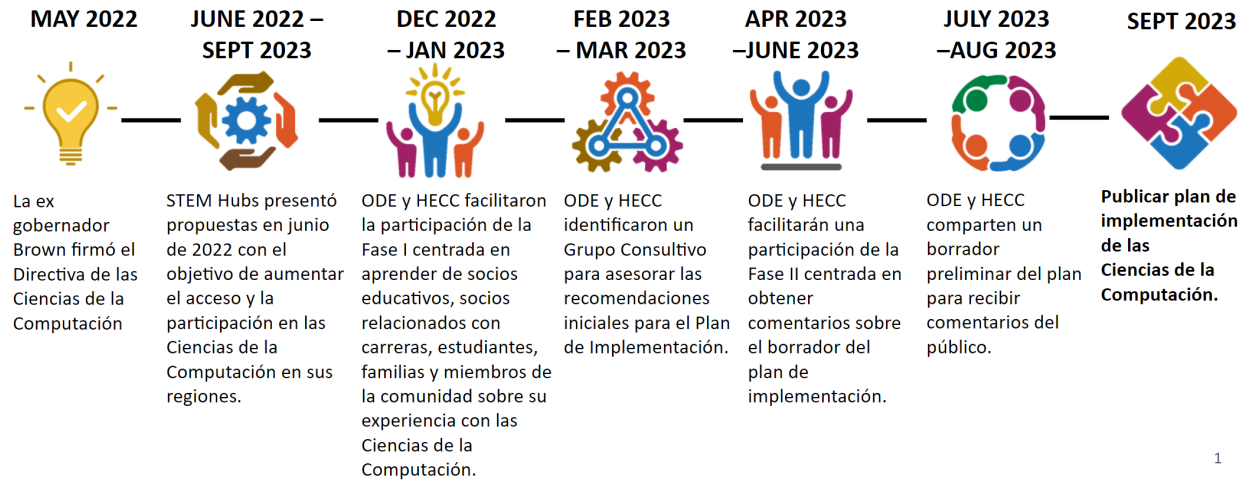 MAY 2022
JUNE 2022 –
SEPT 2023
DEC 2022
– JAN 2023
FEB 2023
– MAR 2023
APR 2023
–JUNE 2023
JULY 2023
–AUG 2023
SEPT 2023
La ex
gobernador
Brown firmó el
Directiva de las
Ciencias de la
Computación
STEM Hubs presentó
propuestas en junio
de 2022 con el
objetivo de aumentar
el acceso y la
participación en las
Ciencias de la
Computación en sus
regiones.
ODE y HECC facilitaron
la participación de la
Fase I centrada en
aprender de socios
educativos, socios
relacionados con
carreras, estudiantes,
familias y miembros de
la comunidad sobre su
experiencia con las
Ciencias de la
Computación.
ODE y HECC
identificaron un
Grupo Consultivo
para asesorar las
recomendaciones
iniciales para el Plan
de Implementación.
ODE y HECC
facilitarán una
participación de la
Fase II centrada en
obtener
comentarios sobre
el borrador del
plan de
implementación.
ODE y HECC
comparten un
borrador
preliminar del plan
para recibir
comentarios del
público.
Publicar plan de
implementación
de las
Ciencias de la
Computación.
1